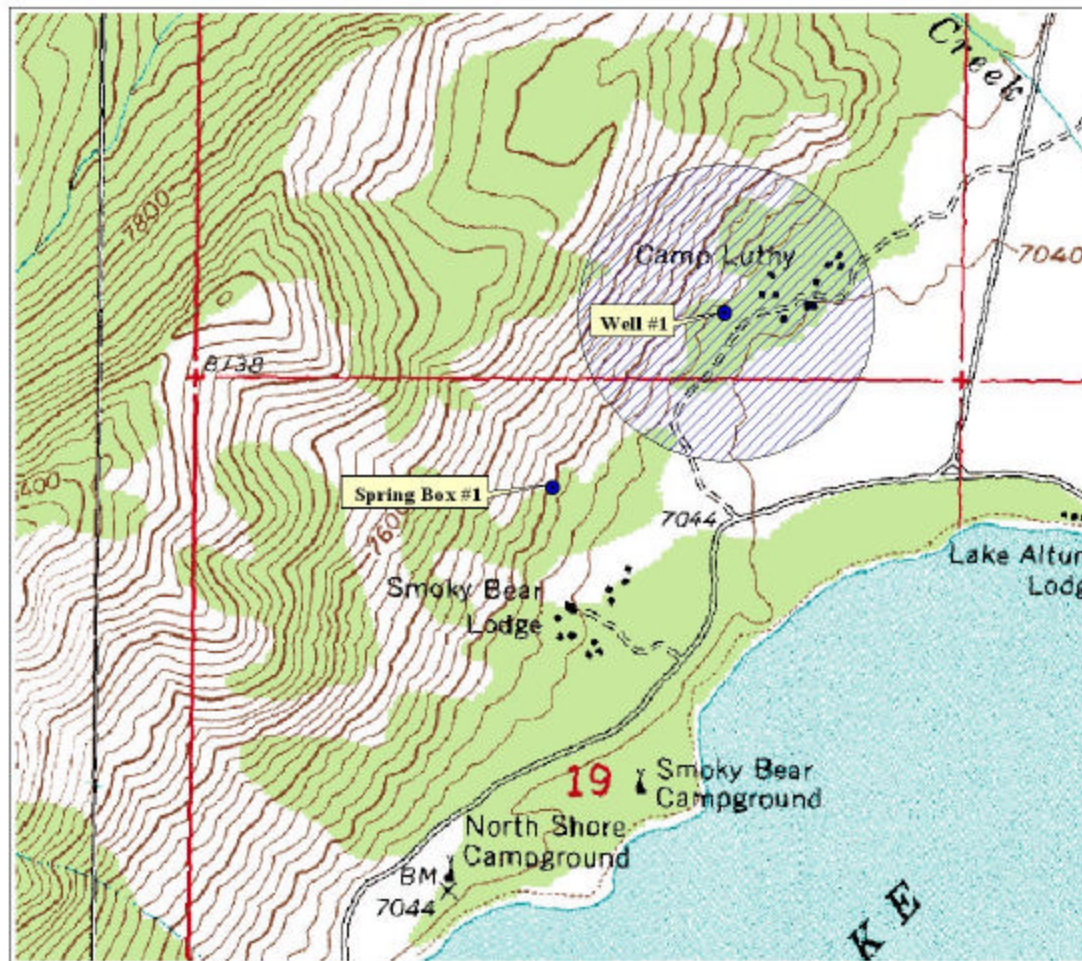 Creek
7800
Camp Luthy
7040
Well #1
8138
400
Spring Box #1
7600
7044
Smoky Bear
Lodge
Lake Altur
Lodg
19
Smoky Bear
Campground
North Shore
Campground
BM
7044
KE